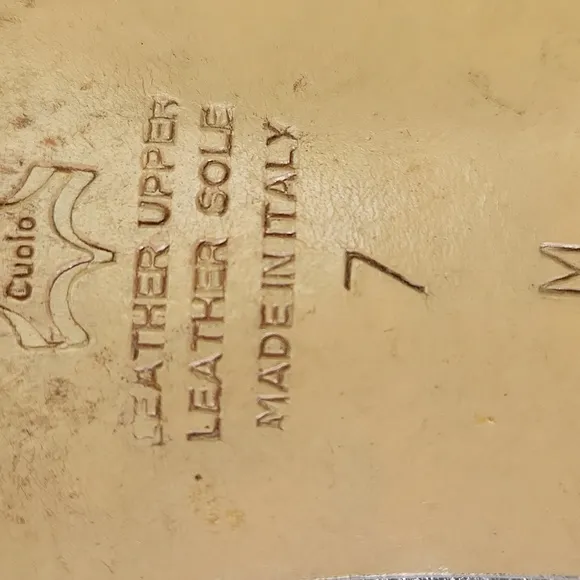 Cuoio
LEATHER UPPER
LEATHER SOLE
MADE IN ITALY
7
M